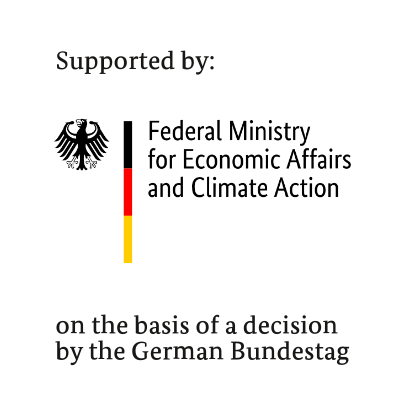 Supported by:
Federal Ministry
for Economic Affairs
and Climate Action
on the basis of a decision
by the German Bundestag